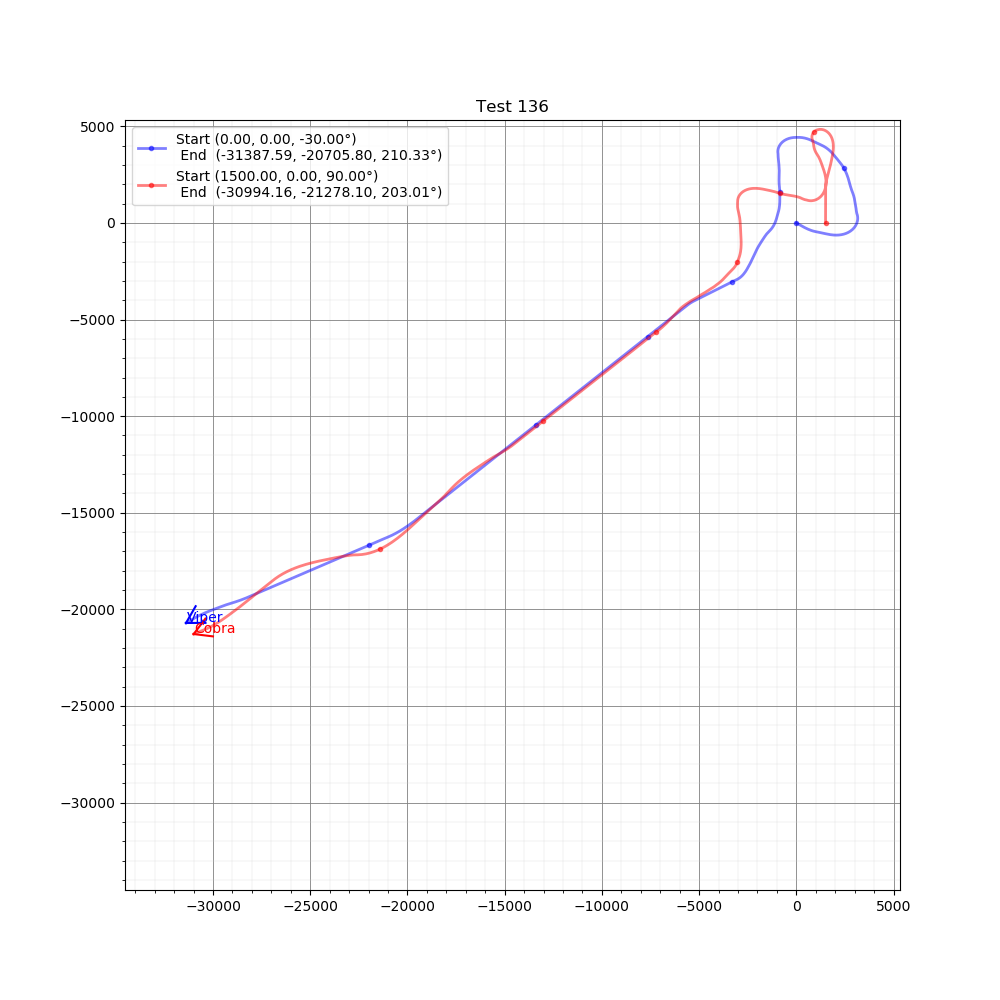 Test 136
Start (0.00, 0.00, -30.00°)
End (-31387.59, -20705.80, 210.33°)
Start (1500.00, 0.00, 90.00°)
End (-30994.16, -21278.10, 203.01°)
5000
0
−5000
−10000
−15000
−20000
−25000
−30000
Viper
Cobra
−30000
−25000
−20000
−15000
−10000
−5000
0
5000